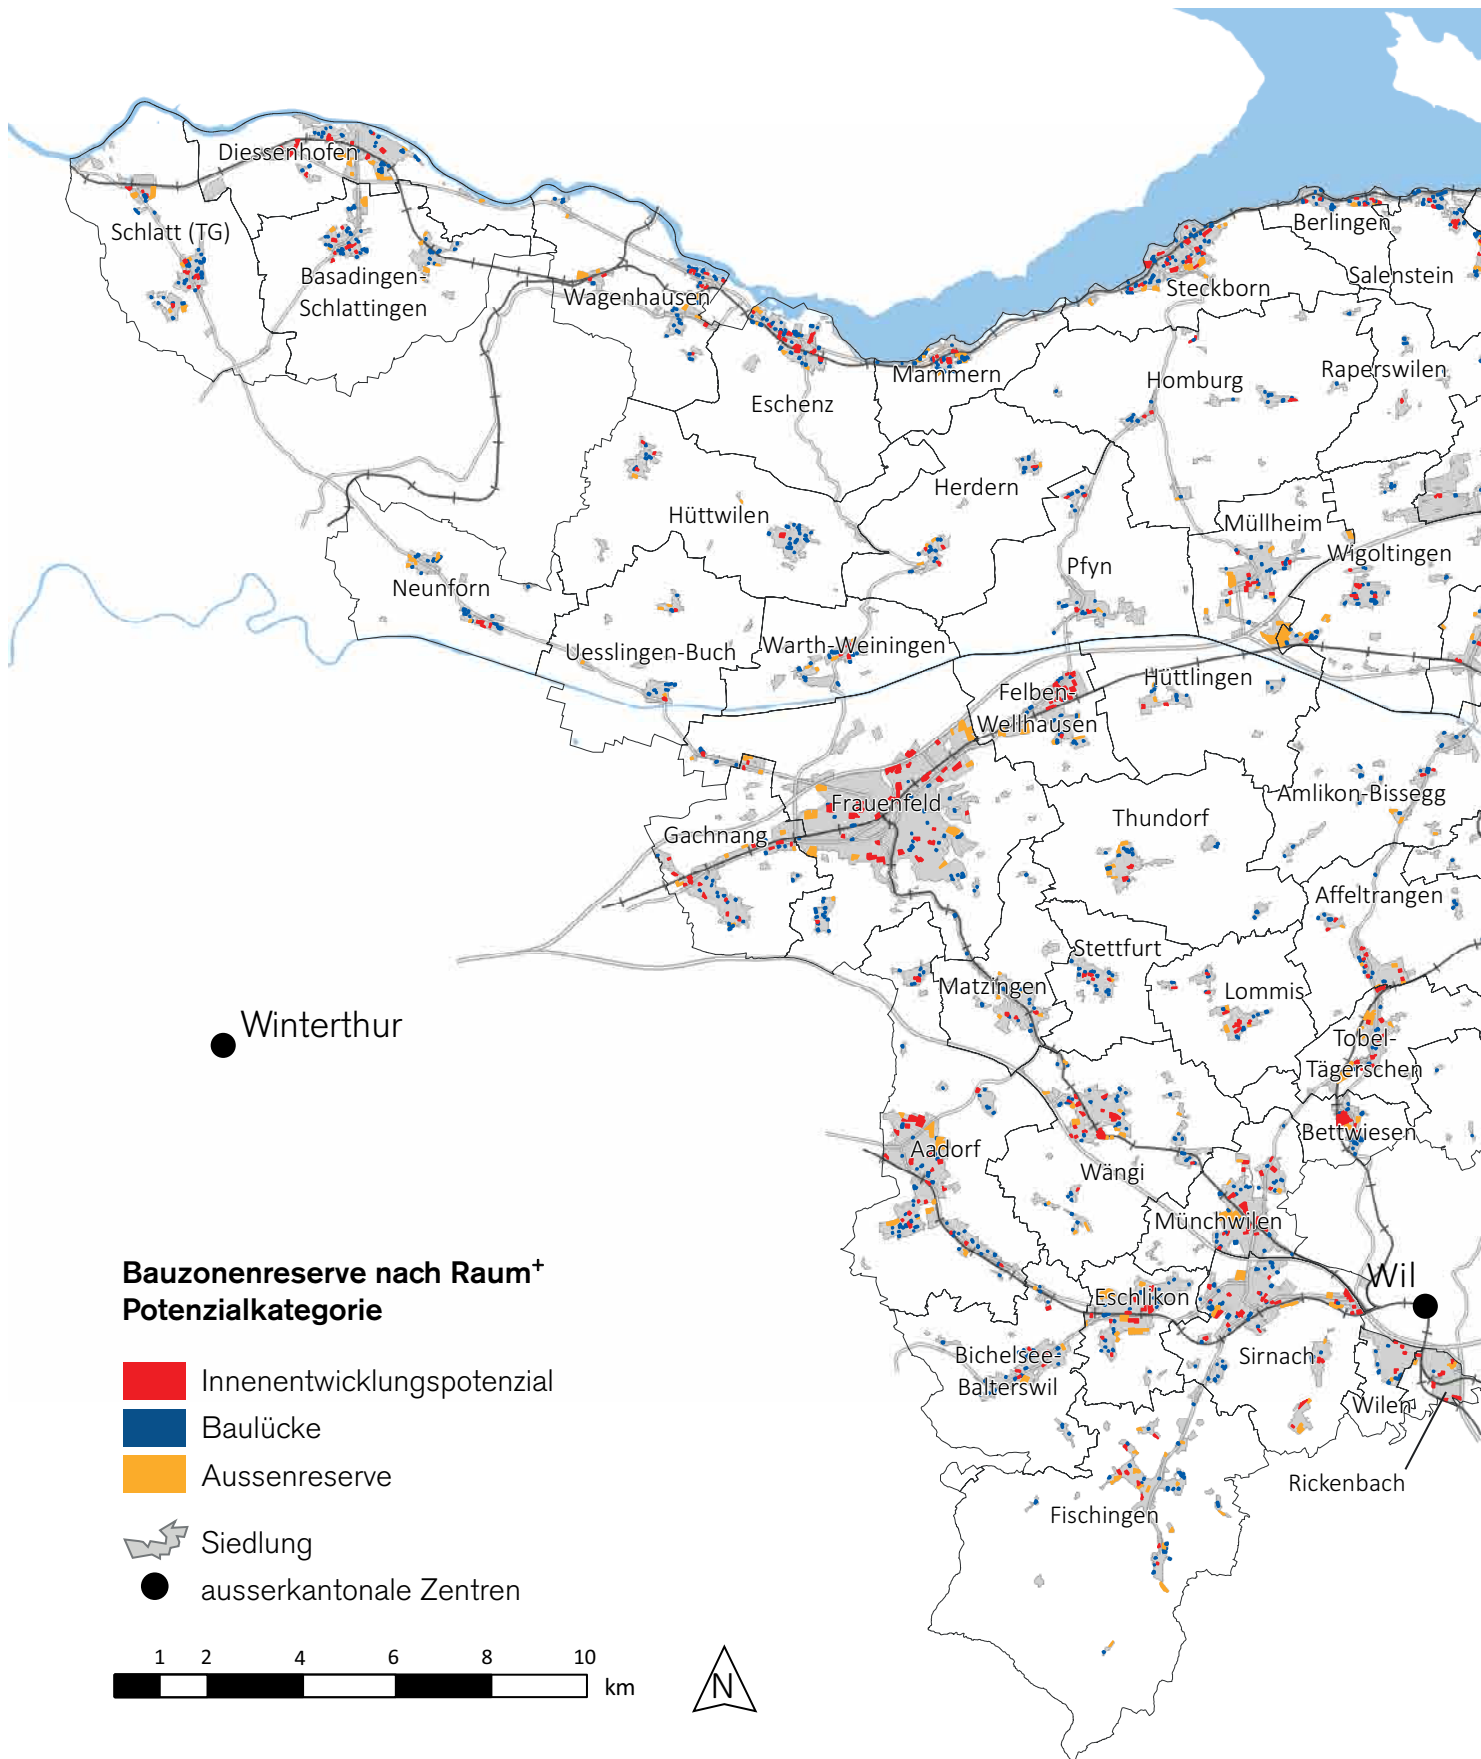 Diessenhofen
Schlatt (TG)
Basadingen-
Schlattingen
Wagenhausen
Eschenz
Mammern
Steckborn
Berlingen
Salenstein
Homburg
Raperswilen
Herdern
Hüttwilen
Müllheim
Wigoltingen
Pfyn
Neunforn
Uesslingen-Buch
Warth-Weiningen
Felben-
Wellhausen
Hüttlingen
Frauenfeld
Gachnang
Thundorf
Amlikon-Bissegg
Affeltrangen
Stettfurt
Matzingen
Lommis
Winterthur
Tobel-
Tägerschen
Bettwiesen
Aadorf
Wängi
Münchwilen
Wil
Eschlikon
Bichelsee-
Balterswil
Sirnach
Wilen
Rickenbach
Fischingen
Bauzonenreserve nach Raum+
Potenzialkategorie
Innenentwicklungspotenzial
Baulücke
Aussenreserve
Siedlung
ausserkantonale Zentren
1 2 4 6 8 10
km
N